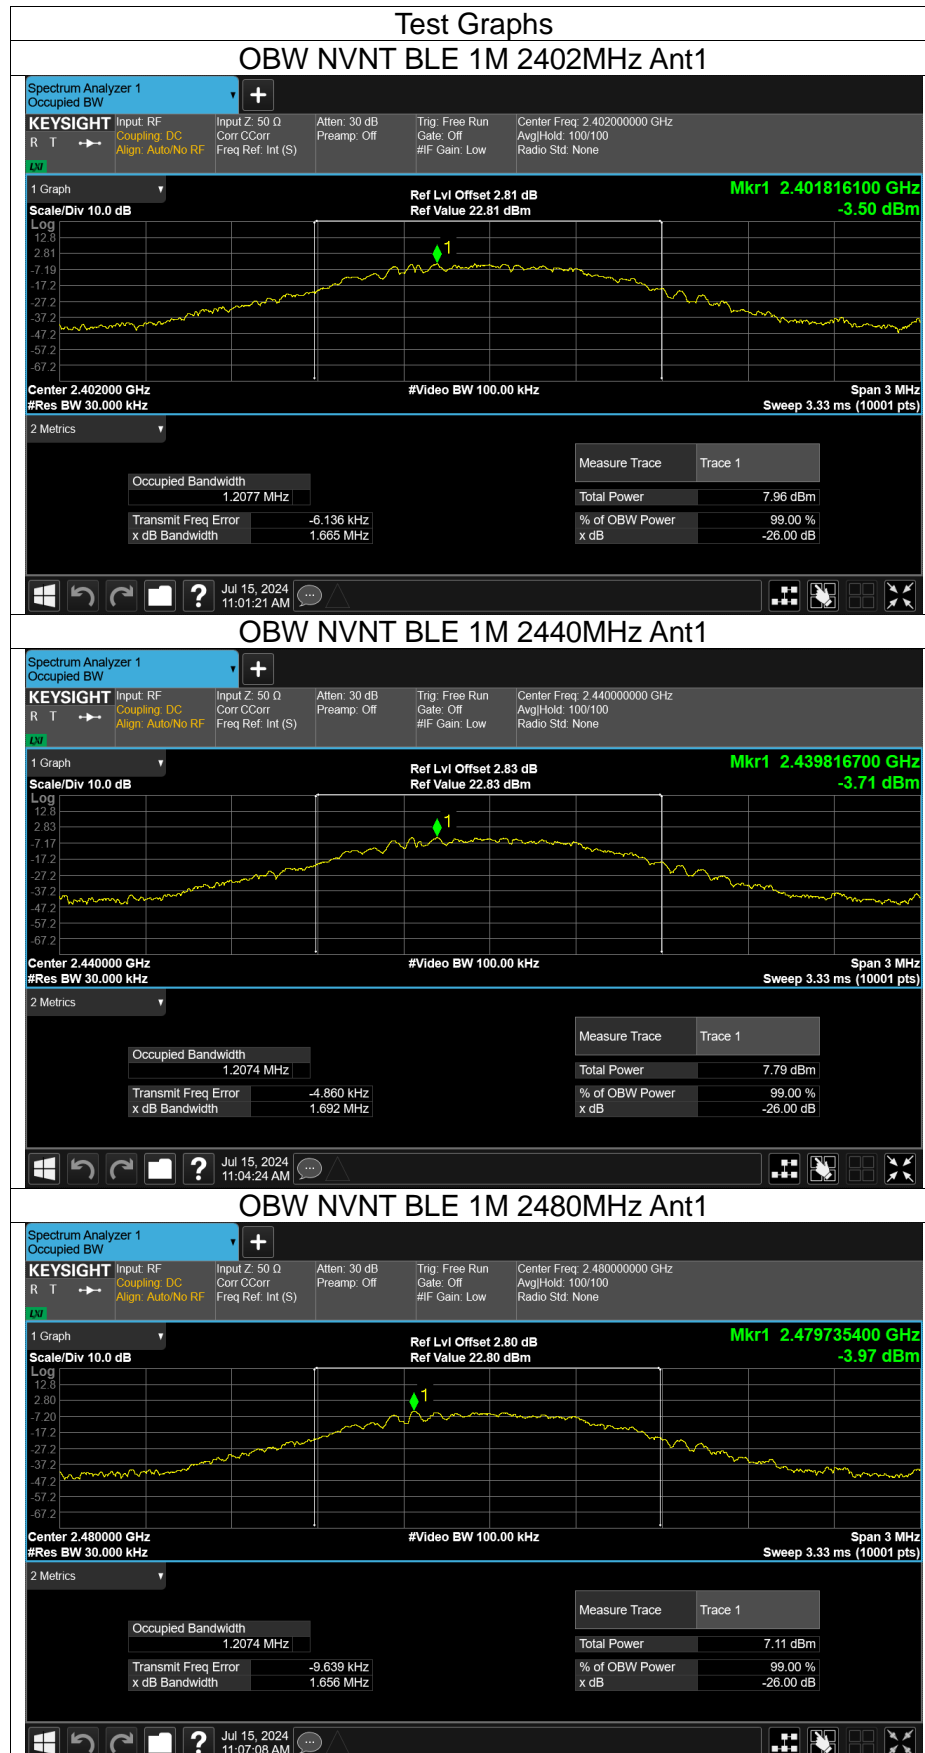 Test Graphs
OBW NVNT BLE 1M 2402MHz Ant1
Spectrum Analyzer 1
Occupied BW
KEYSIGHT Input: RF Input Z: 50 Ω Atten: 30 dB Trig: Free Run Center Freq: 2.402000000 GHz
R T Coupling: DC Corr CCorr Preamp: Off Gate: Off Avg|Hold: 100/100
Align: Auto/No RF Freq Ref: Int (S) #IF Gain: Low Radio Std: None
LXI
1 Graph Ref Lvl Offset 2.81 dB Mkr1 2.401816100 GHz
Scale/Div 10.0 dB Ref Value 22.81 dBm -3.50 dBm
Log
12.8
1
2.81
-7.19
-17.2
-27.2
-37.2
-47.2
-57.2
-67.2
Center 2.402000 GHz #Video BW 100.00 kHz Span 3 MHz
#Res BW 30.000 kHz Sweep 3.33 ms (10001 pts)
2 Metrics
Measure Trace Trace 1
Occupied Bandwidth
1.2077 MHz Total Power 7.96 dBm
Transmit Freq Error -6.136 kHz % of OBW Power 99.00 %
x dB Bandwidth 1.665 MHz x dB -26.00 dB
Jul 15, 2024
11:01:21 AM
OBW NVNT BLE 1M 2440MHz Ant1
Spectrum Analyzer 1
Occupied BW
KEYSIGHT Input: RF Input Z: 50 Ω Atten: 30 dB Trig: Free Run Center Freq: 2.440000000 GHz
R T Coupling: DC Corr CCorr Preamp: Off Gate: Off Avg|Hold: 100/100
Align: Auto/No RF Freq Ref: Int (S) #IF Gain: Low Radio Std: None
LXI
1 Graph Ref Lvl Offset 2.83 dB Mkr1 2.439816700 GHz
Scale/Div 10.0 dB Ref Value 22.83 dBm -3.71 dBm
Log
12.8
1
2.83
-7.17
-17.2
-27.2
-37.2
-47.2
-57.2
-67.2
Center 2.440000 GHz #Video BW 100.00 kHz Span 3 MHz
#Res BW 30.000 kHz Sweep 3.33 ms (10001 pts)
2 Metrics
Measure Trace Trace 1
Occupied Bandwidth
1.2074 MHz Total Power 7.79 dBm
Transmit Freq Error -4.860 kHz % of OBW Power 99.00 %
x dB Bandwidth 1.692 MHz x dB -26.00 dB
Jul 15, 2024
11:04:24 AM
OBW NVNT BLE 1M 2480MHz Ant1
Spectrum Analyzer 1
Occupied BW
KEYSIGHT Input: RF Input Z: 50 Ω Atten: 30 dB Trig: Free Run Center Freq: 2.480000000 GHz
R T Coupling: DC Corr CCorr Preamp: Off Gate: Off Avg|Hold: 100/100
Align: Auto/No RF Freq Ref: Int (S) #IF Gain: Low Radio Std: None
LXI
1 Graph Ref Lvl Offset 2.80 dB Mkr1 2.479735400 GHz
Scale/Div 10.0 dB Ref Value 22.80 dBm -3.97 dBm
Log
12.8
1
2.80
-7.20
-17.2
-27.2
-37.2
-47.2
-57.2
-67.2
Center 2.480000 GHz #Video BW 100.00 kHz Span 3 MHz
#Res BW 30.000 kHz Sweep 3.33 ms (10001 pts)
2 Metrics
Measure Trace Trace 1
Occupied Bandwidth
1.2074 MHz Total Power 7.11 dBm
Transmit Freq Error -9.639 kHz % of OBW Power 99.00 %
x dB Bandwidth 1.656 MHz x dB -26.00 dB
Jul 15, 2024
11:07:08 AM